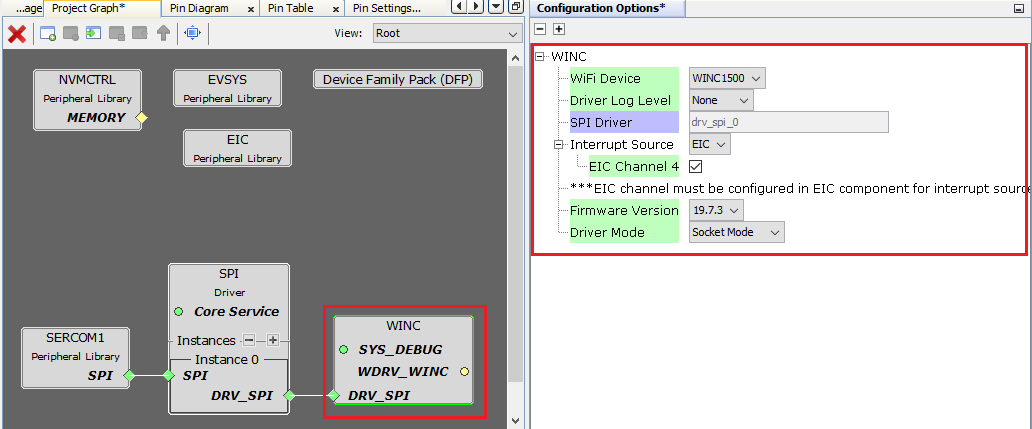 ...age
Project Graph*
Pin Diagram
Pin Table
Pin Settings...
View:
Root
NVMCTRL
Peripheral Library
MEMORY
EVSYS
Peripheral Library
Device Family Pack (DFP)
EIC
Peripheral Library
SPI
Driver
Core Service
Instances
Instance 0
SPI
DRV_SPI
SERCOM1
Peripheral Library
SPI
WINC
SYS_DEBUG
WDRV_WINC
DRV_SPI
Configuration Options*
WINC
WiFi Device WINC1500
Driver Log Level None
SPI Driver drv_spi_0
Interrupt Source EIC
EIC Channel 4
***EIC channel must be configured in EIC component for interrupt source
Firmware Version 19.7.3
Driver Mode Socket Mode